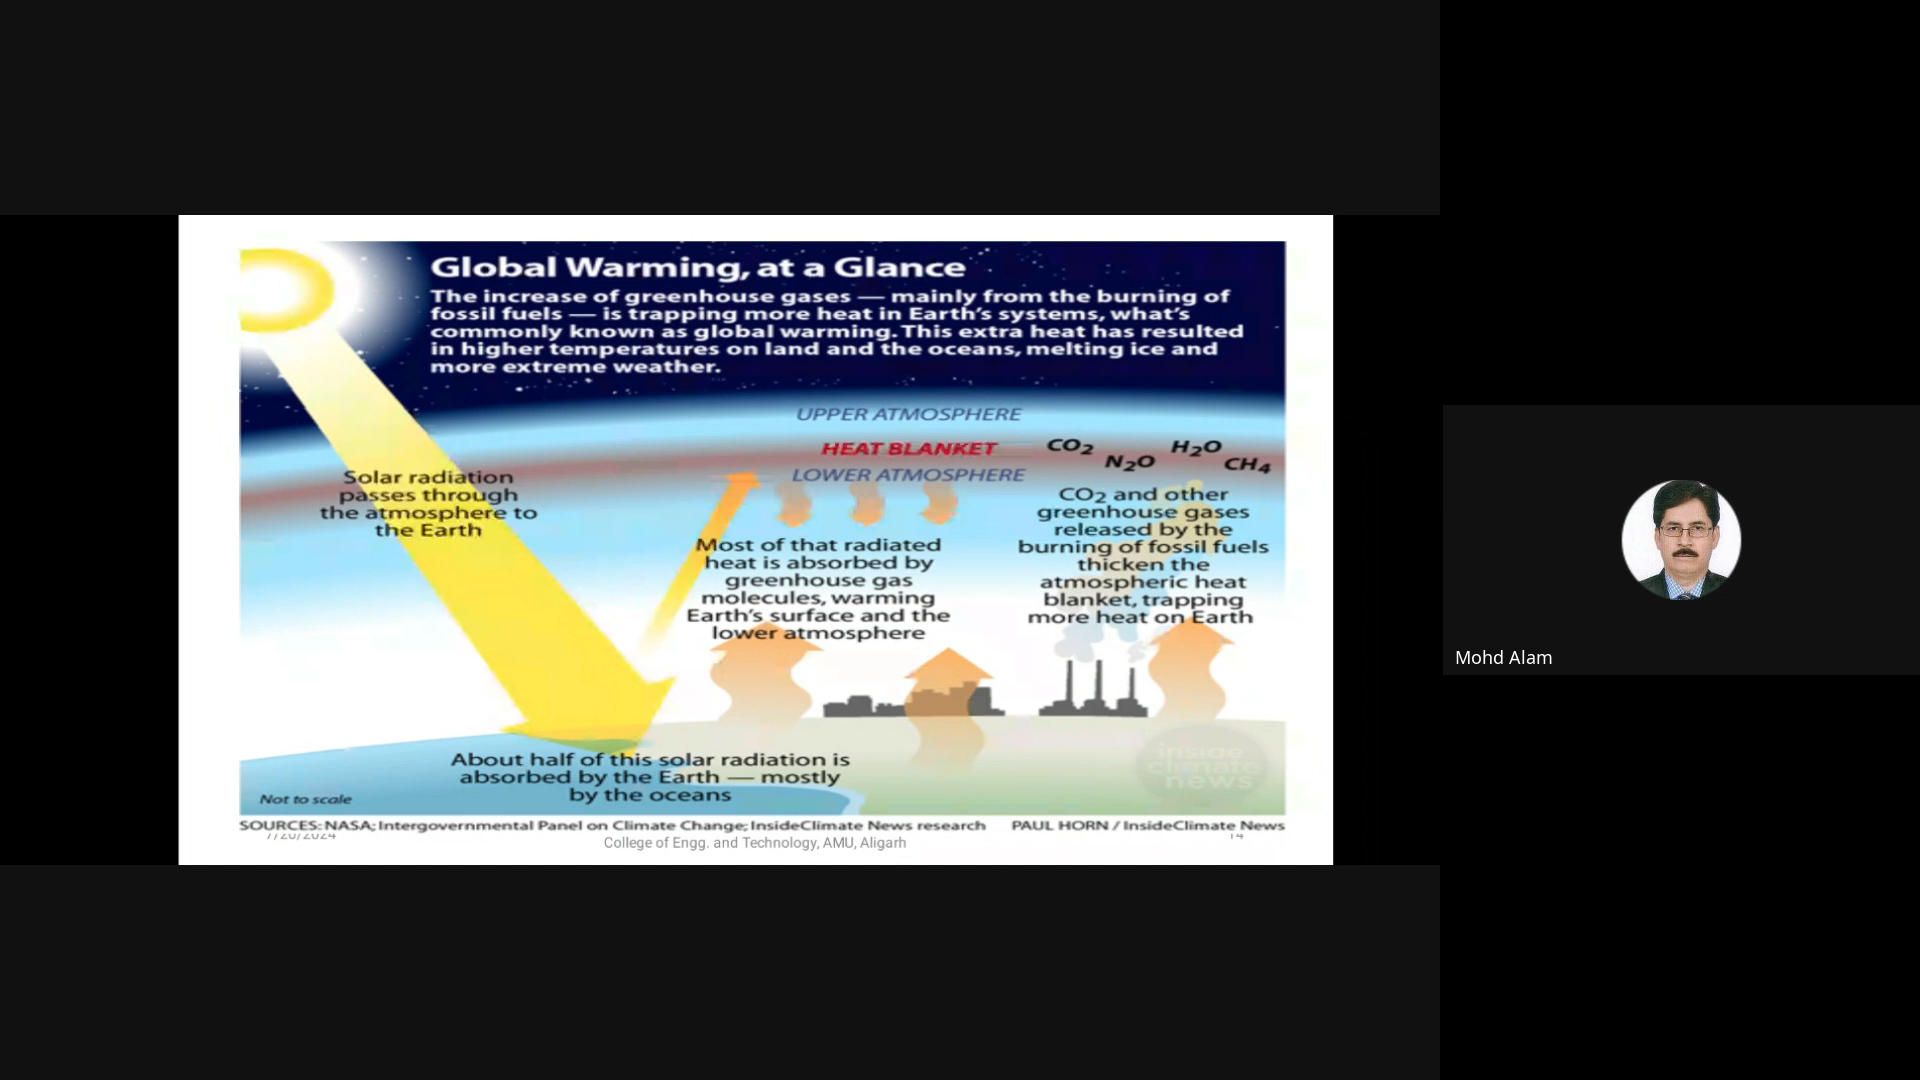 Global Warming, at a Glance
The increase of greenhouse gases — mainly from the burning of
fossil fuels — is trapping more heat in Earth's systems, what's
commonly known as global warming. This extra heat has resulted
in higher temperatures on land and the oceans, melting ice and
more extreme weather.
UPPER ATMOSPHERE
HEAT BLANKET
LOWER ATMOSPHERE
CO₂
N₂O
H₂O
CH₄
Solar radiation
passes through
the atmosphere to
the Earth
Most of that radiated
heat is absorbed by
greenhouse gas
molecules, warming
Earth's surface and the
lower atmosphere
CO₂ and other
greenhouse gases
released by the
burning of fossil fuels
thicken the
atmospheric heat
blanket, trapping
more heat on Earth
About half of this solar radiation is
absorbed by the Earth — mostly
by the oceans
inside
climate
news
Not to scale
SOURCES: NASA; Intergovernmental Panel on Climate Change; InsideClimate News research
PAUL HORN / InsideClimate News
7/20/2024
College of Engg. and Technology, AMU, Aligarh
14
Mohd Alam